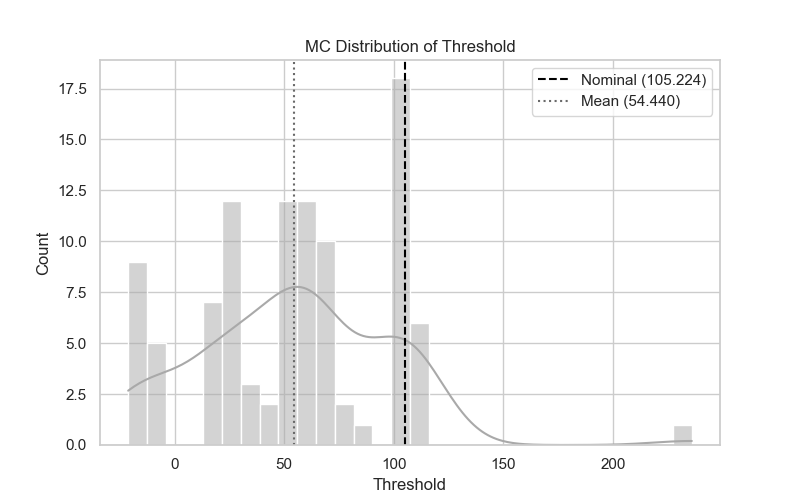 MC Distribution of Threshold
Nominal (105.224)
Mean (54.440)
17.5
15.0
12.5
10.0
7.5
5.0
2.5
0.0
Count
0
50
100
150
200
Threshold